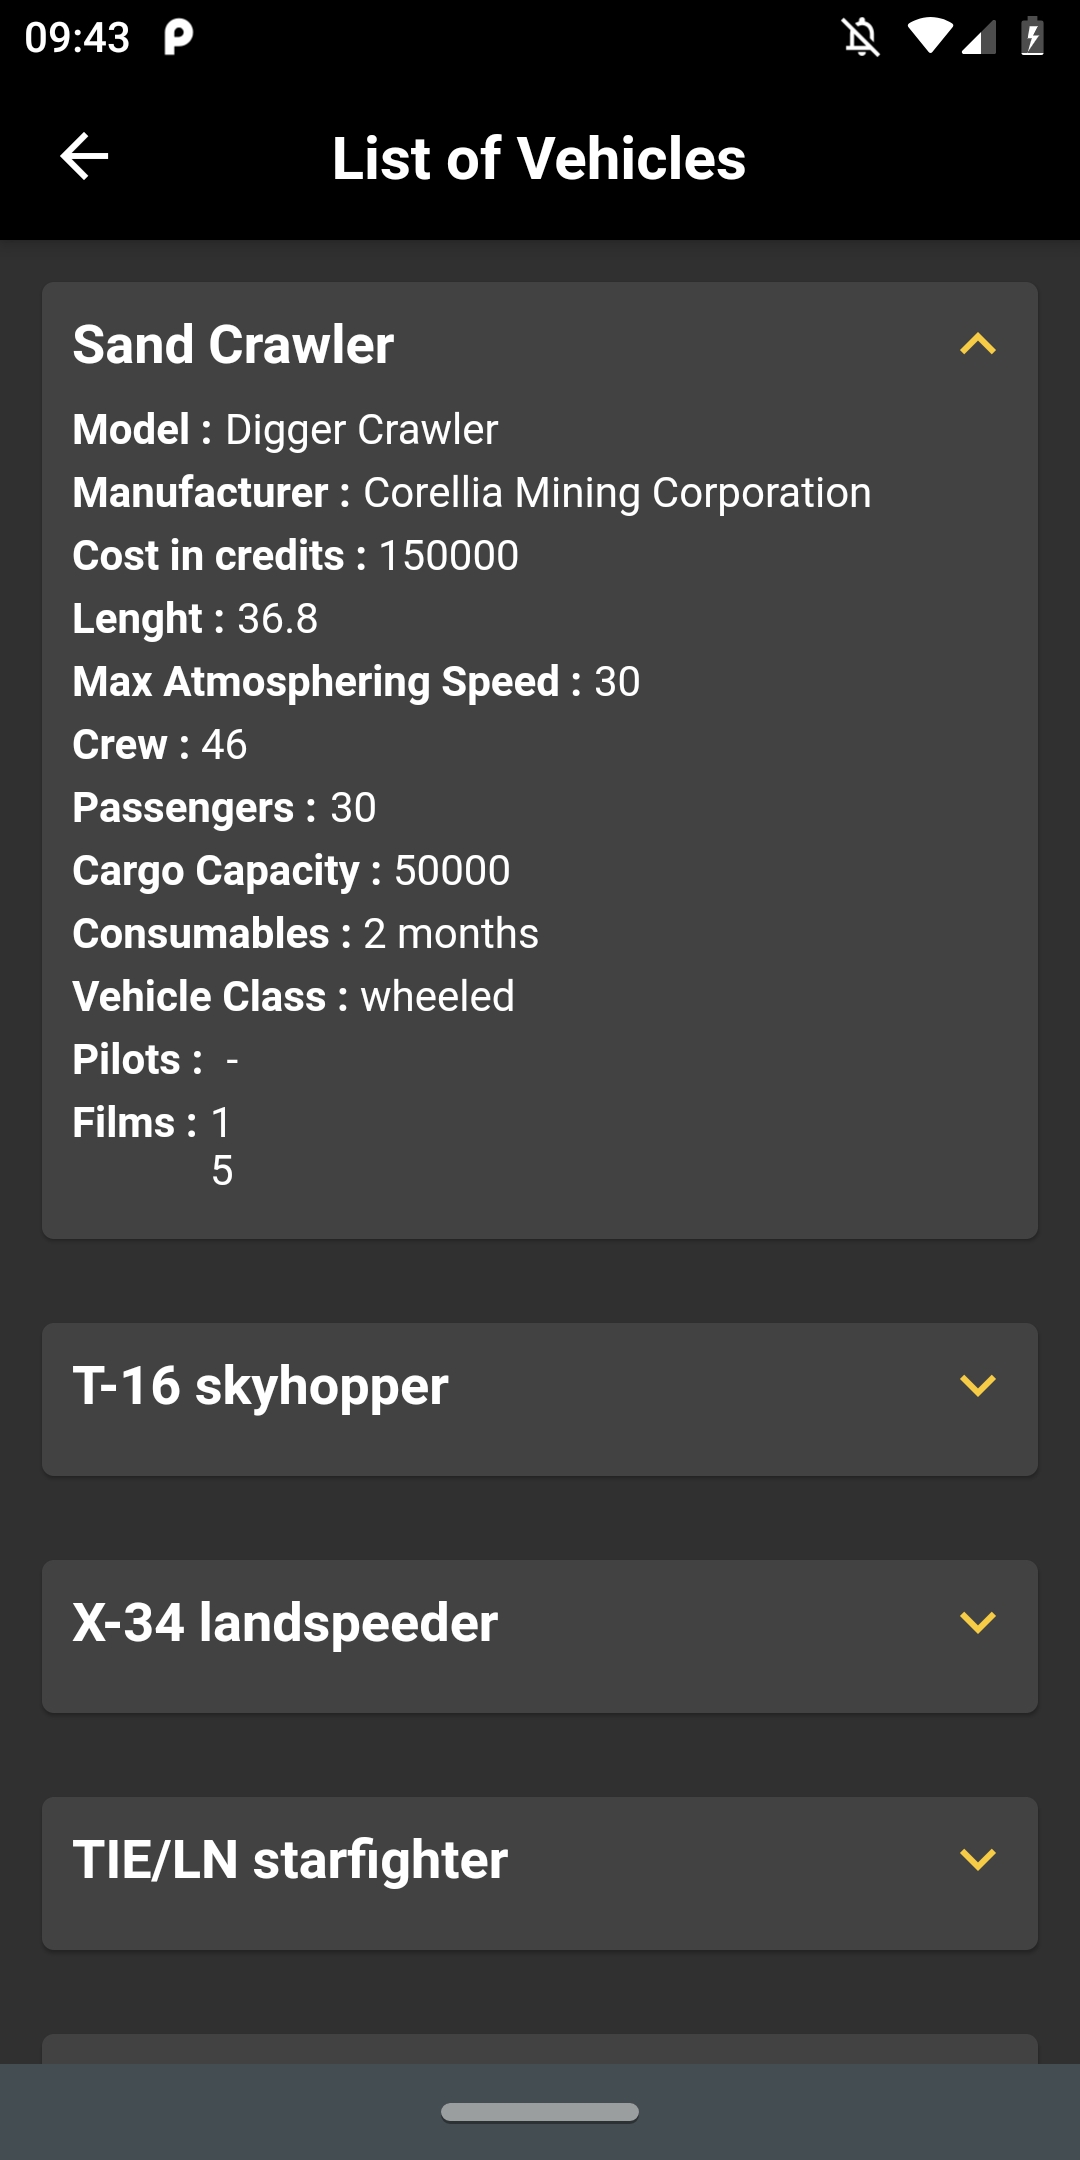 09:43
List of Vehicles
Sand Crawler
Model : Digger Crawler
Manufacturer : Corellia Mining Corporation
Cost in credits : 150000
Lenght : 36.8
Max Atmosphering Speed : 30
Crew : 46
Passengers : 30
Cargo Capacity : 50000
Consumables : 2 months
Vehicle Class : wheeled
Pilots : -
Films : 1
5
T-16 skyhopper
X-34 landspeeder
TIE/LN starfighter